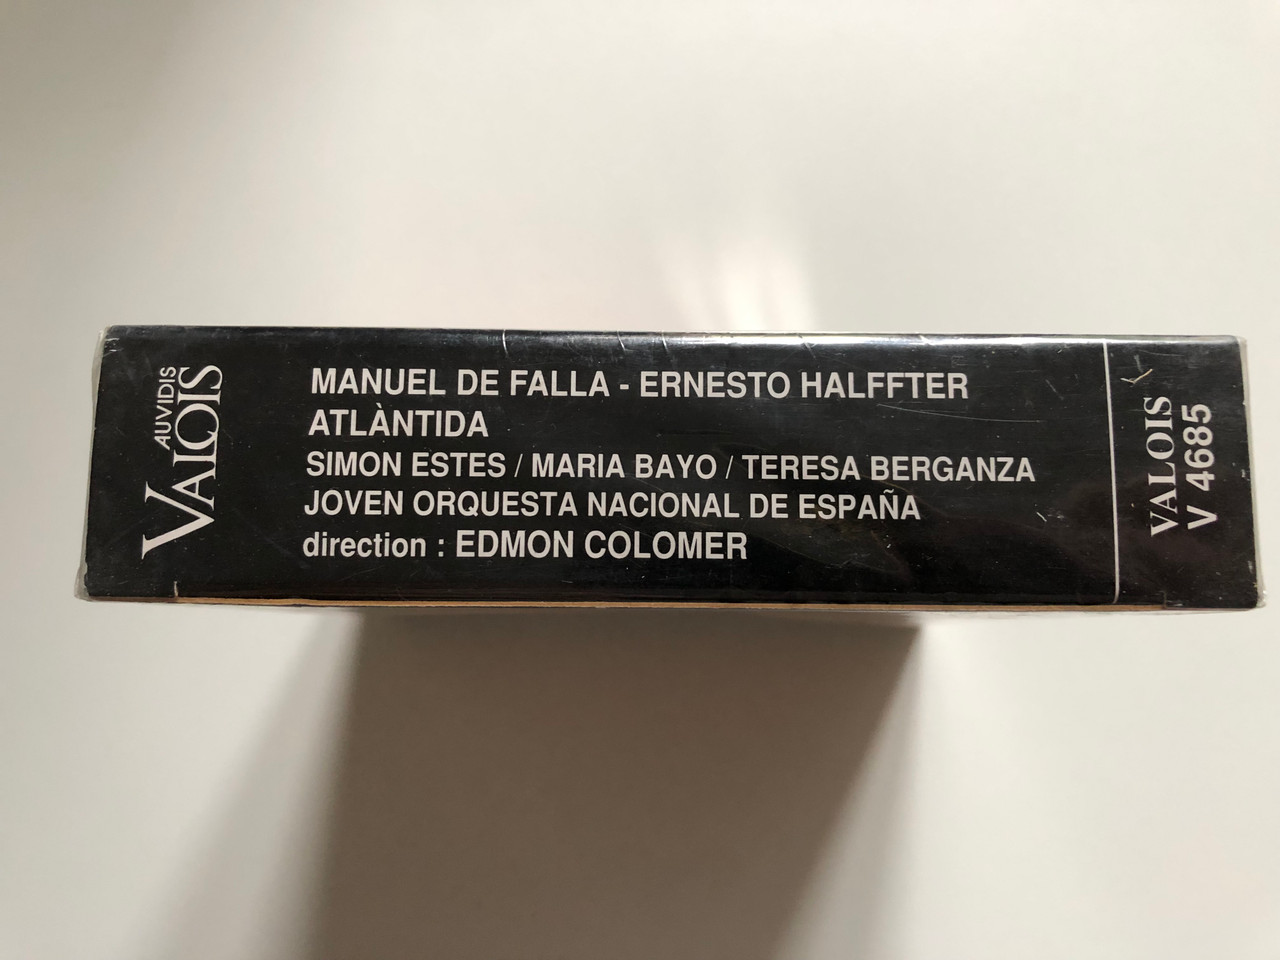 AUVIDIS
VALOIS
MANUEL DE FALLA - ERNESTO HALFFTER
ATLÀNTIDA
SIMON ESTES / MARIA BAYO / TERESA BERGANZA
JOVEN ORQUESTA NACIONAL DE ESPAÑA
direction : EDMON COLOMER
VALOIS
V 4685